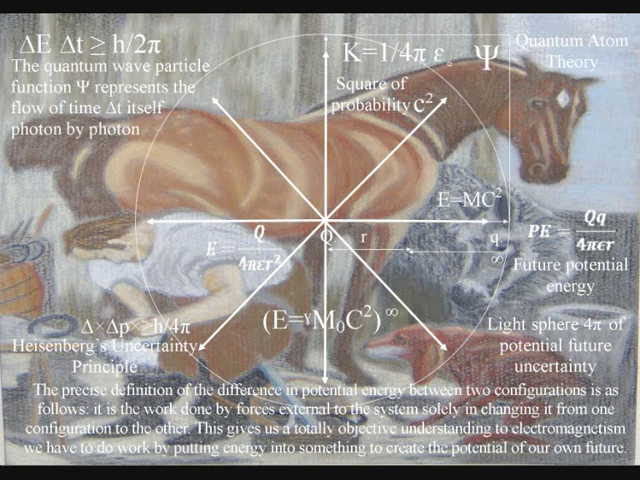 ΔE Δt ≥ h/2π
The quantum wave particle
function Ψ represents the
flow of time Δt itself
photon by photon
K=1/4π ε。
Ψ
Quantum Atom
Theory
Square of
probability c²
E=MC²
E = Q/4πεr²
Q
r
q
∞
PE = Qq/4πεr
Future potential
energy
(E=ᵞM₀C²)∞
Δ×Δp×≥h/4π
Heisenberg's Uncertainty
Principle
Light sphere 4π of
potential future
uncertainty
The precise definition of the difference in potential energy between two configurations is as
follows: it is the work done by forces external to the system solely in changing it from one
configuration to the other. This gives us a totally objective understanding to electromagnetism
we have to do work by putting energy into something to create the potential of our own future.